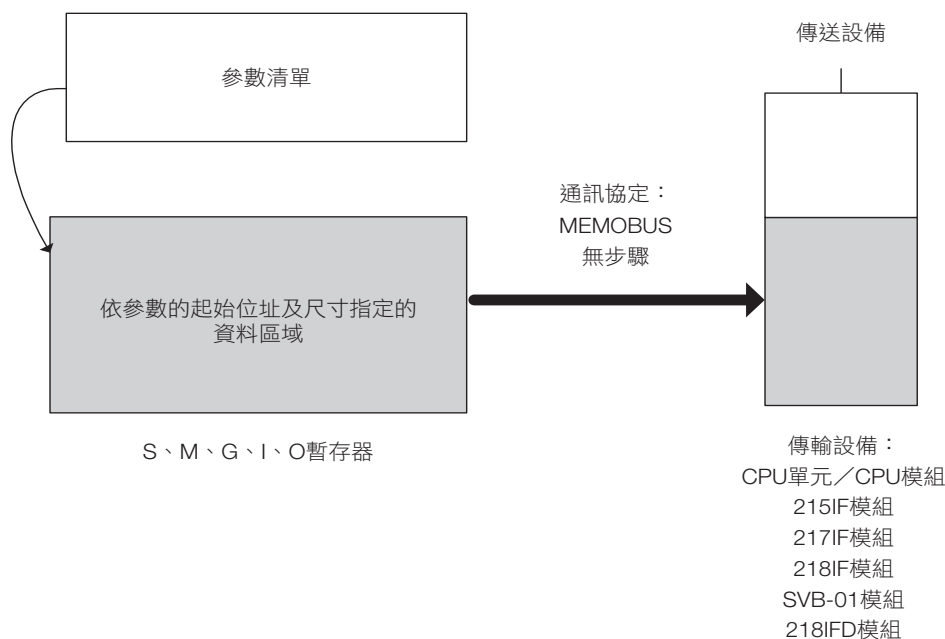 參數清單
傳送設備
通訊協定：
MEMOBUS
無步驟
依參數的起始位址及尺寸指定的
資料區域
S、M、G、I、O暫存器
傳輸設備：
CPU單元／CPU模組
215IF模組
217IF模組
218IF模組
SVB-01模組
218IFD模組